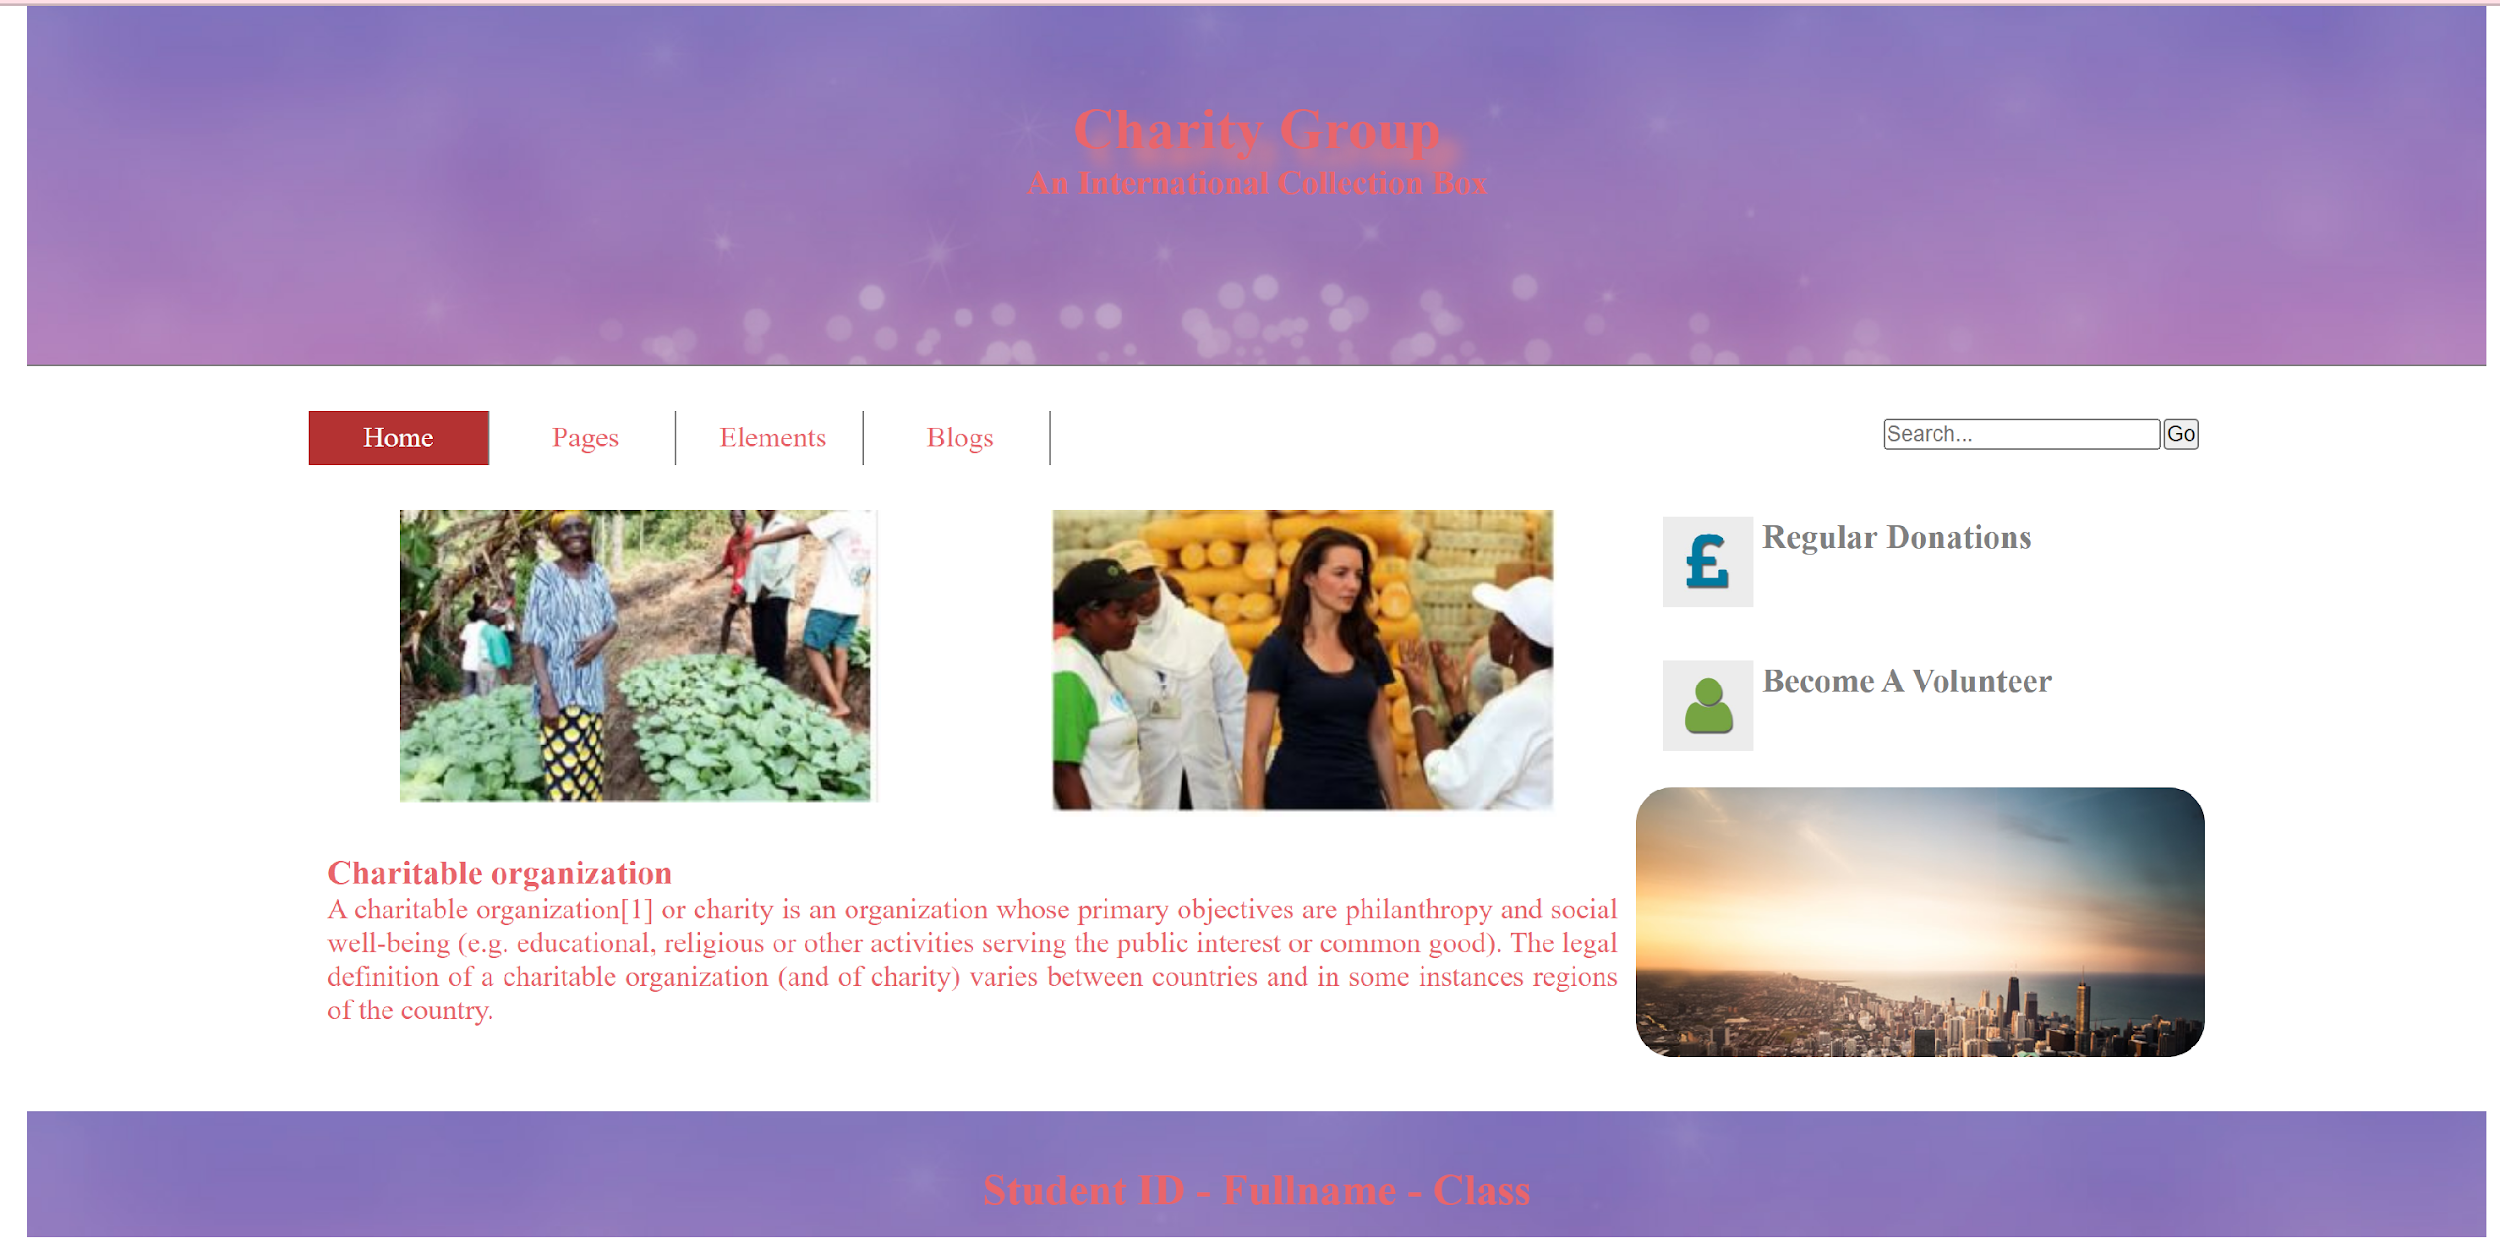 Charity Group
An International Collection Box
Home Pages Elements Blogs
Search... Go
£ Regular Donations
Become A Volunteer
Charitable organization
A charitable organization[1] or charity is an organization whose primary objectives are philanthropy and social
well-being (e.g. educational, religious or other activities serving the public interest or common good). The legal
definition of a charitable organization (and of charity) varies between countries and in some instances regions
of the country.
Student ID - Fullname - Class